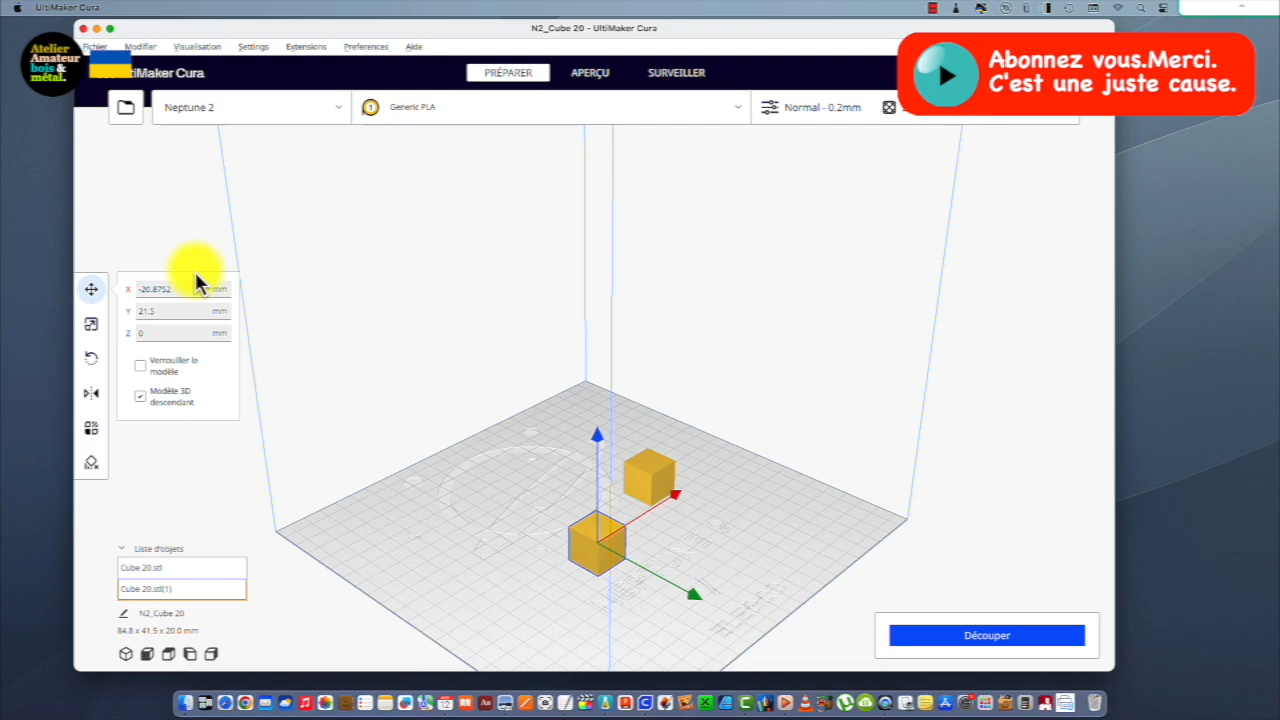 UltiMaker Cura
N2_Cube 20 - UltiMaker Cura
Fichier Modifier Visualisation Settings Extensions Preferences Aide
Atelier
Amateur
bois &
métal.
UltiMaker Cura
PRÉPARER APERÇU SURVEILLER
Abonnez vous.Merci.
C'est une juste cause.
Neptune 2
1 Generic PLA
Normal - 0.2mm
X -20.8752 mm
Y 21.5 mm
Z 0 mm
Verrouiller le
modèle
Modèle 3D
descendant
Liste d'objets
Cube 20.stl
Cube 20.stl(1)
N2_Cube 20
84.8 x 41.5 x 20.0 mm
Découper